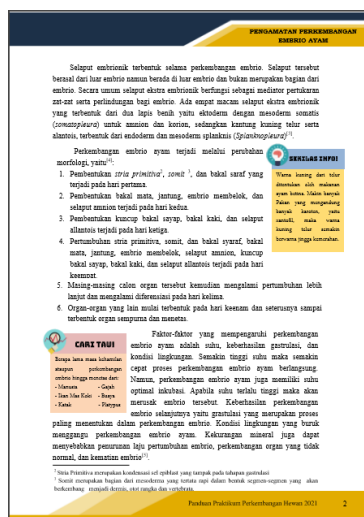 PENGAMATAN PERKEMBANGAN
EMBRIO AYAM
Selaput embrionik terbentuk selama perkembangan embrio. Selaput tersebut
berasal dari luar embrio namun berada di luar embrio dan bukan merupakan bagian dari
embrio. Secara umum selaput ekstra embrionik berfungsi sebagai mediator pertukaran
zat-zat serta perlindungan bagi embrio. Ada empat macam selaput ekstra embrionik
yang terbentuk dari dua lapis benih yaitu ektoderm dengan mesoderm somatis
(somatopleura) untuk amnion dan korion, sedangkan kantung kuning telur serta
alantois, terbentuk dari endoderm dan mesoderm splanknis (Splanknopleura)[3].
Perkembangan embrio ayam terjadi melalui perubahan
morfologi, yaitu[4]:
1. Pembentukan stria primitiva2, somit 3, dan bakal saraf yang
terjadi pada hari pertama.
2. Pembentukan bakal mata, jantung, embrio membelok, dan
selaput amnion terjadi pada hari kedua.
3. Pembentukan kuncup bakal sayap, bakal kaki, dan selaput
allantois terjadi pada hari ketiga.
4. Pertumbuhan stria primitiva, somit, dan bakal syaraf, bakal
mata, jantung, embrio membelok, selaput amnion, kuncup
bakal sayap, bakal kaki, dan selaput allantois terjadi pada hari
keempat.
SEKILAS INFO!
Warna kuning dari telur
ditentukan oleh makanan
ayam betina. Makin banyak
Pakan yang mengandung
banyak karoten, yaitu
xantofil, maka warna
kuning telur semakin
berwarna jingga kemerahan.
5. Masing-masing calon organ tersebut kemudian mengalami pertumbuhan lebih
lanjut dan mengalami diferensiasi pada hari kelima.
6. Organ-organ yang lain mulai terbentuk pada hari keenam dan seterusnya sampai
terbentuk organ sempurna dan menetas.
CARI TAU!
Berapa lama masa kehamilan
ataupun perkembangan
embrio hingga menetas dari:
- Manusia - Gajah
- Ikan Mas Koki - Buaya
- Katak - Platypus
Faktor-faktor yang mempengaruhi perkembangan
embrio ayam adalah suhu, keberhasilan gastrulasi, dan
kondisi lingkungan. Semakin tinggi suhu maka semakin
cepat proses perkembangan embrio ayam berlangsung.
Namun, perkembangan embrio ayam juga memiliki suhu
optimal inkubasi. Apabila suhu terlalu tinggi maka akan
merusak embrio tersebut. Keberhasilan perkembangan
embrio selanjutnya yaitu grastulasi yang merupakan proses
paling menentukan dalam perkembangan embrio. Kondisi lingkungan yang buruk
menggangu perkembangan embrio ayam. Kekurangan mineral juga dapat
menyebabkan penurunan laju pertumbuhan embrio, perkembangan organ yang tidak
normal, dan kematian embrio[5].
2 Stria Primitiva merupakan kondensasi sel epiblast yang tampak pada tahapan gastrulasi
3 Somit merupakan bagian dari mesoderma yang tertata rapi dalam bentuk segmen-segmen yang akan
berkembang menjadi dermis, otot rangka dan vertebrata.
Panduan Praktikum Perkembangan Hewan 2021 2